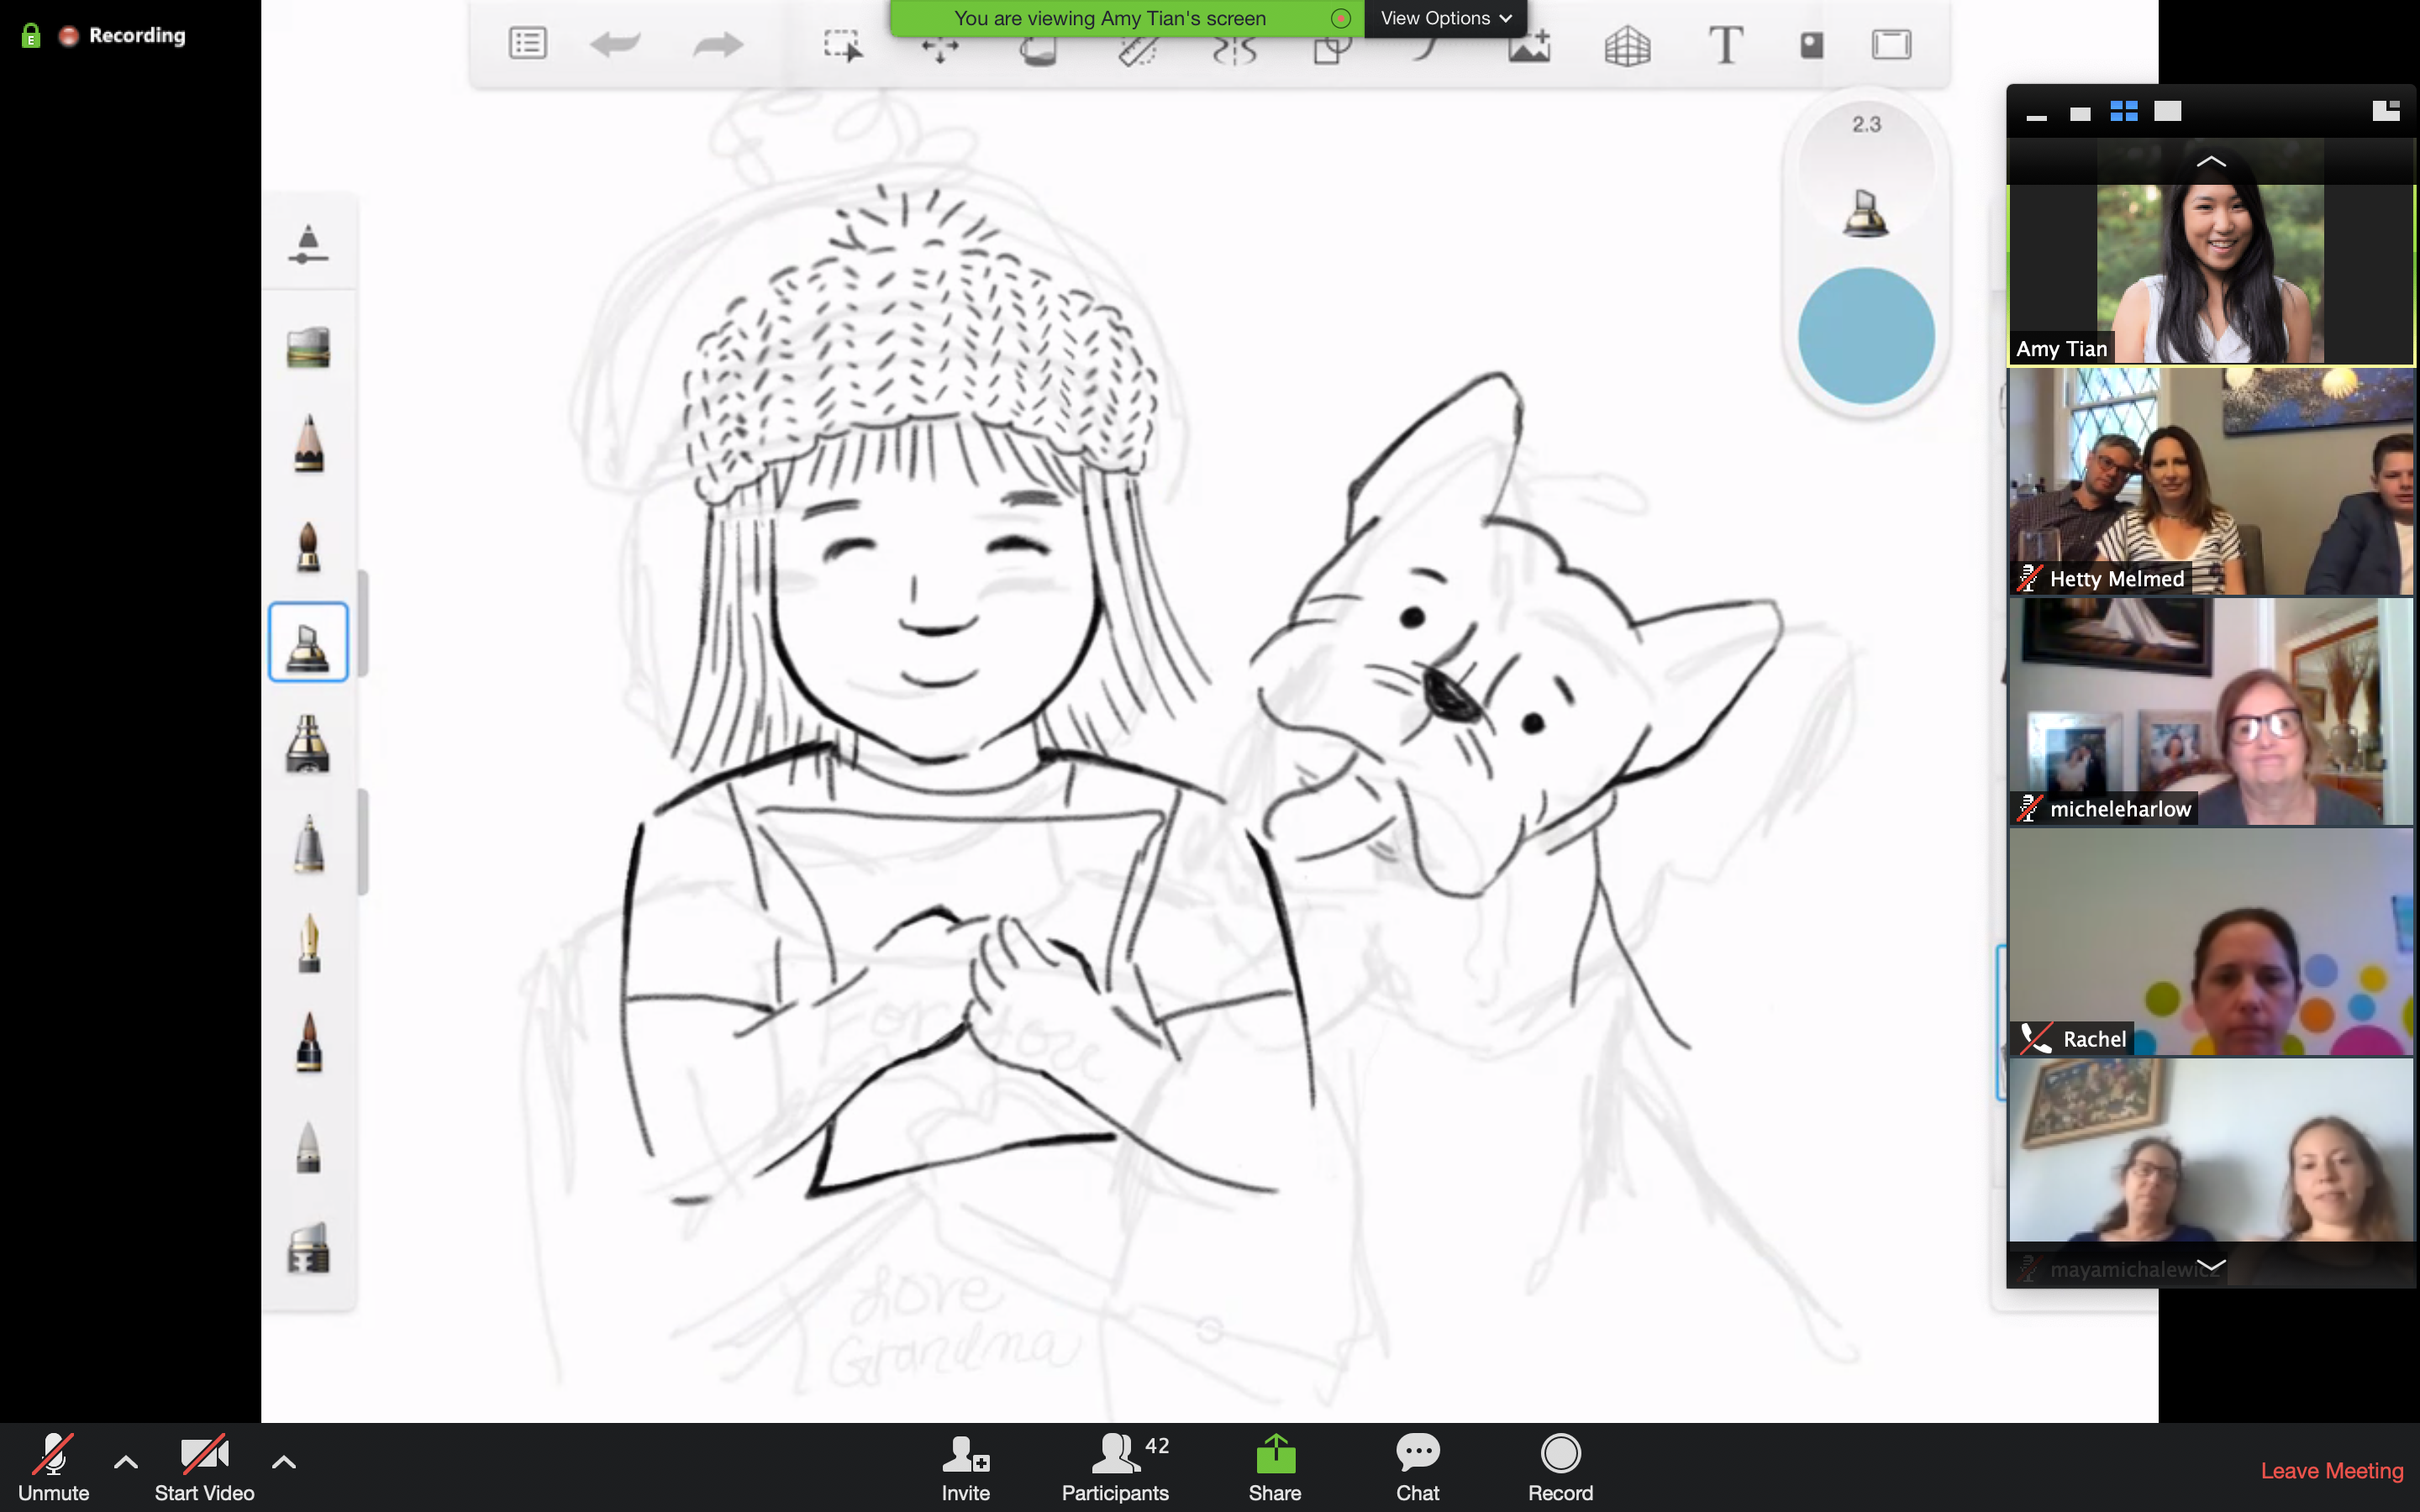 Recording
You are viewing Amy Tian's screen
View Options
T
2.3
Amy Tian
Hetty Melmed
micheleharlow
Rachel
mayamichalewicz
For
Love
Grandma
Unmute
Start Video
Invite
42
Participants
Share
Chat
Record
Leave Meeting